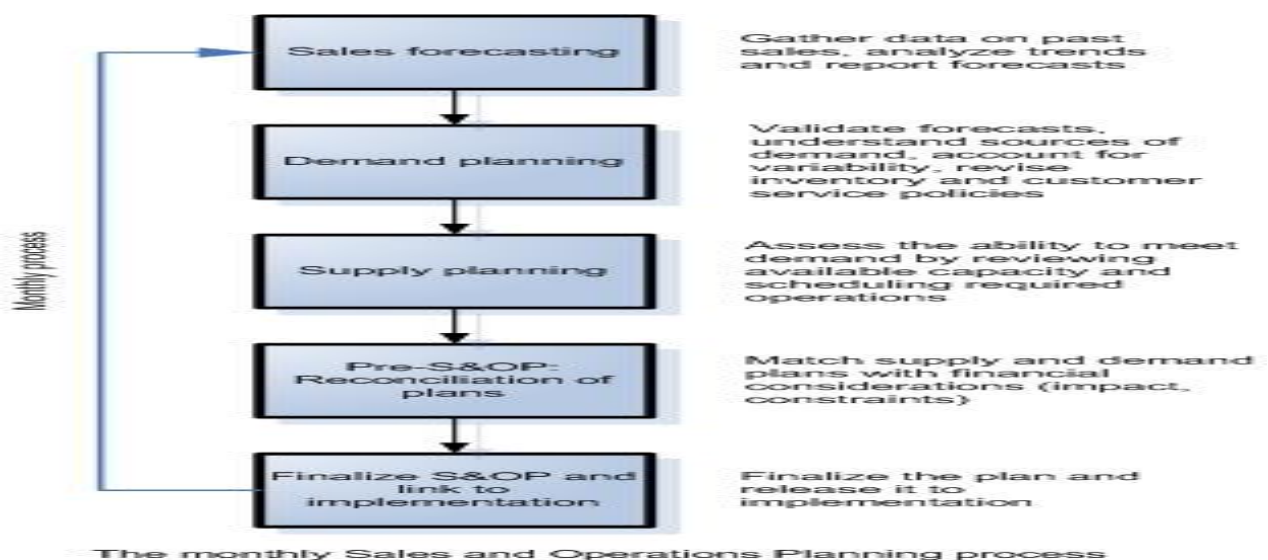 Sales forecasting
Gather data on past
sales, analyze trends
and report forecasts
Demand planning
Validate forecasts,
understand sources of
demand, account for
variability, revise
inventory and customer
service policies
Monthly process
Supply planning
Assess the ability to meet
demand by reviewing
available capacity and
scheduling required
operations
Pre-S&OP:
Reconciliation of
plans
Match supply and demand
plans with financial
considerations (impact,
constraints)
Finalize S&OP and
link to
implementation
Finalize the plan and
release it to
implementation
The monthly Sales and Operations Planning process